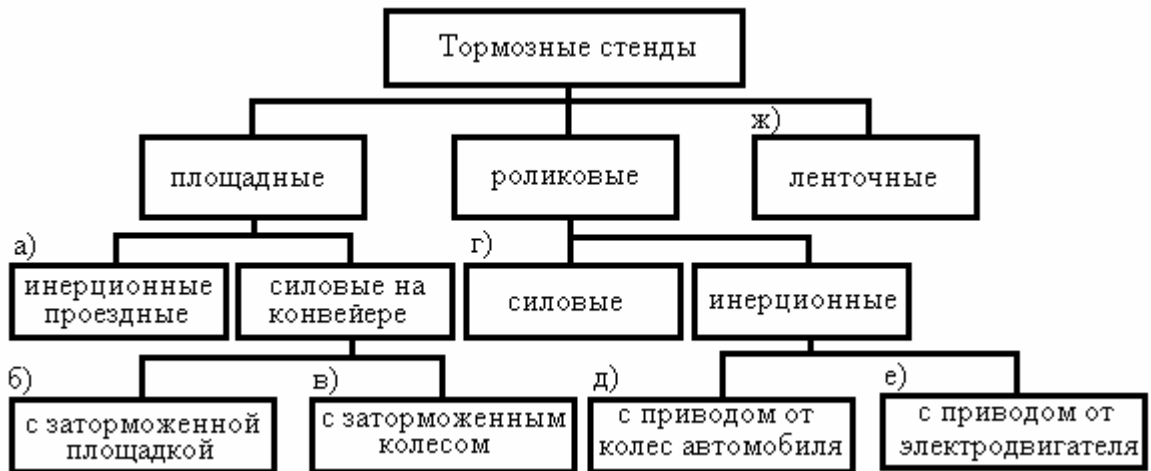 Тормозные стенды
ж)
площадные
роликовые
ленточные
а)
г)
инерционные
проездные
силовые на
конвейере
силовые
инерционные
б)
в)
д)
е)
с заторможенной
площадкой
с заторможенным
колесом
с приводом от
колес автомобиля
с приводом от
электродвигателя